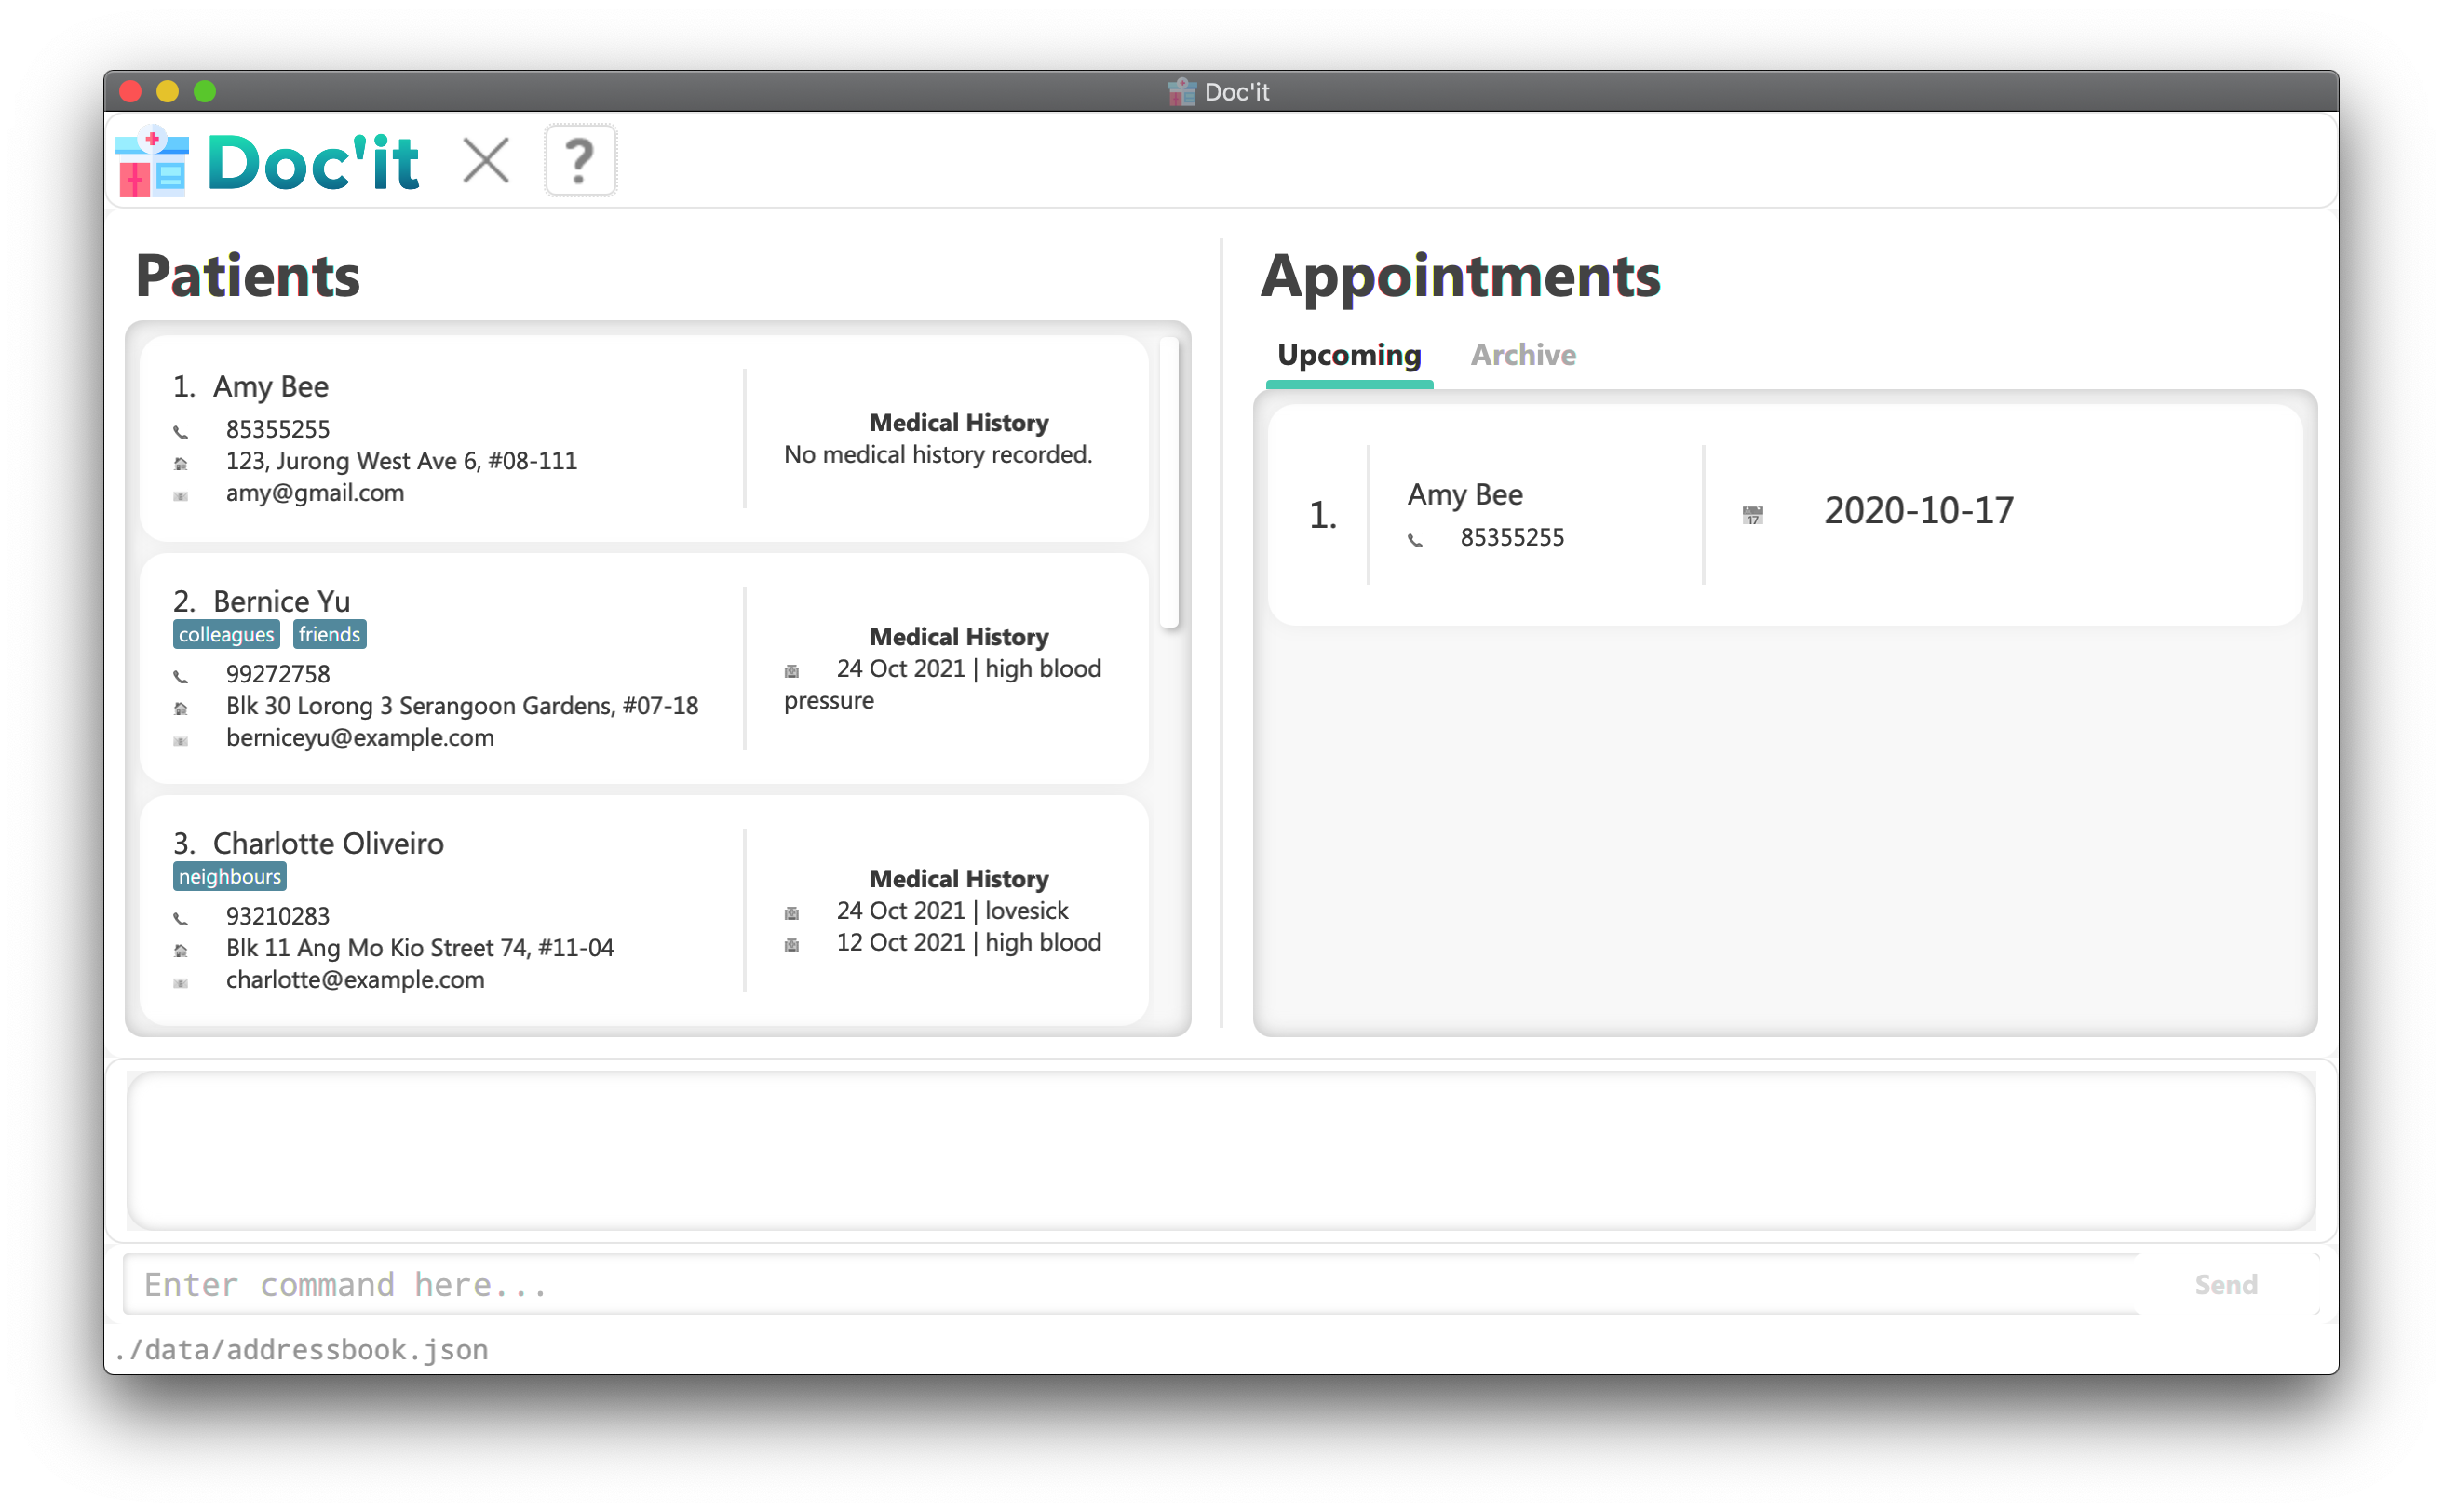 Doc'it
Doc'it
?
Patients
1. Amy Bee
85355255
123, Jurong West Ave 6, #08-111
amy@gmail.com
Medical History
No medical history recorded.
2. Bernice Yu
colleagues friends
99272758
Blk 30 Lorong 3 Serangoon Gardens, #07-18
berniceyu@example.com
Medical History
24 Oct 2021 | high blood
pressure
3. Charlotte Oliveiro
neighbours
93210283
Blk 11 Ang Mo Kio Street 74, #11-04
charlotte@example.com
Medical History
24 Oct 2021 | lovesick
12 Oct 2021 | high blood
Appointments
Upcoming Archive
1.
Amy Bee
85355255
17
2020-10-17
Enter command here...
Send
./data/addressbook.json